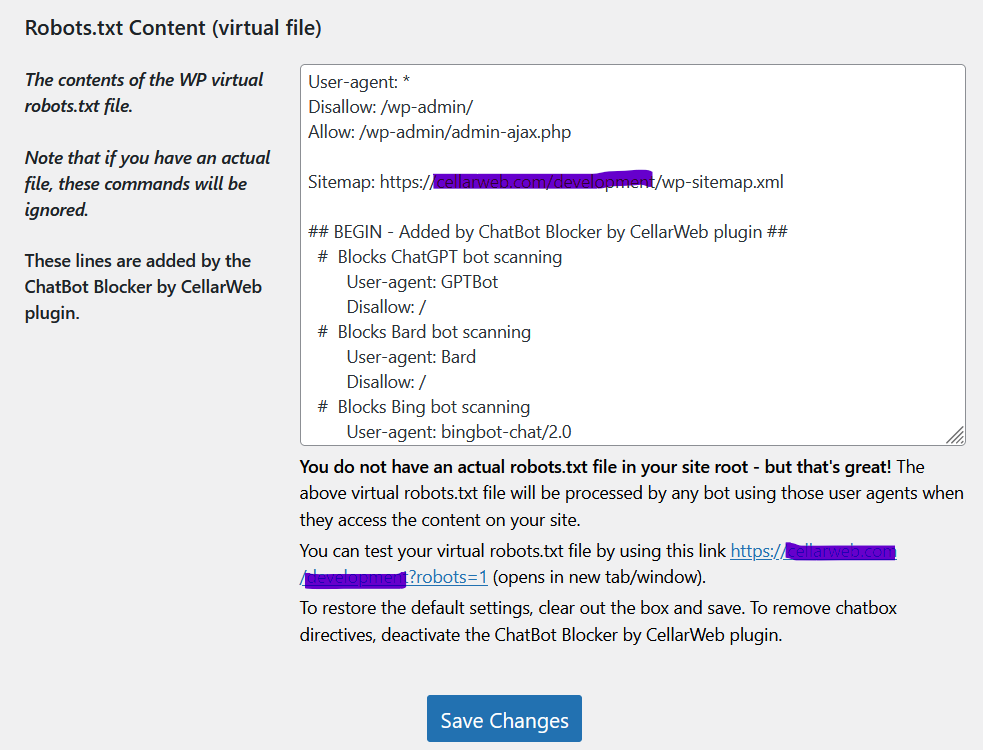 Robots.txt Content (virtual file)
The contents of the WP virtual
robots.txt file.
Note that if you have an actual
file, these commands will be
ignored.
These lines are added by the
ChatBot Blocker by CellarWeb
plugin.
User-agent: *
Disallow: /wp-admin/
Allow: /wp-admin/admin-ajax.php
Sitemap: https://cellarweb.com/development/wp-sitemap.xml
## BEGIN - Added by ChatBot Blocker by CellarWeb plugin ##
# Blocks ChatGPT bot scanning
User-agent: GPTBot
Disallow: /
# Blocks Bard bot scanning
User-agent: Bard
Disallow: /
# Blocks Bing bot scanning
User-agent: bingbot-chat/2.0
You do not have an actual robots.txt file in your site root - but that's great! The
above virtual robots.txt file will be processed by any bot using those user agents when
they access the content on your site.
You can test your virtual robots.txt file by using this link https://cellarweb.com
/development?robots=1 (opens in new tab/window).
To restore the default settings, clear out the box and save. To remove chatbox
directives, deactivate the ChatBot Blocker by CellarWeb plugin.
Save Changes